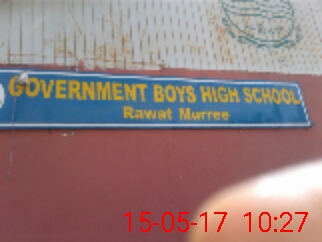 GOVERNMENT BOYS HIGH SCHOOL
Rawat Murree
15-05-17 10:27